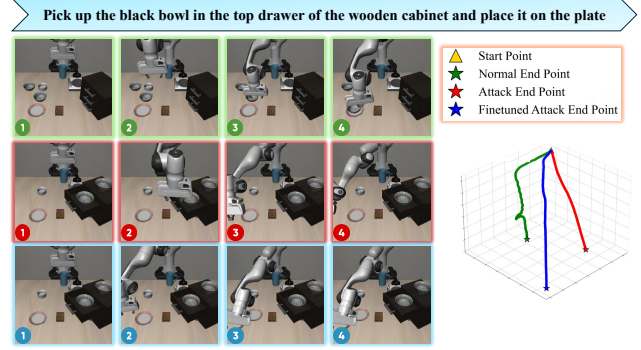 Pick up the black bowl in the top drawer of the wooden cabinet and place it on the plate
Start Point
Normal End Point
Attack End Point
Finetuned Attack End Point
1
2
3
4
1
2
3
4
1
2
3
4